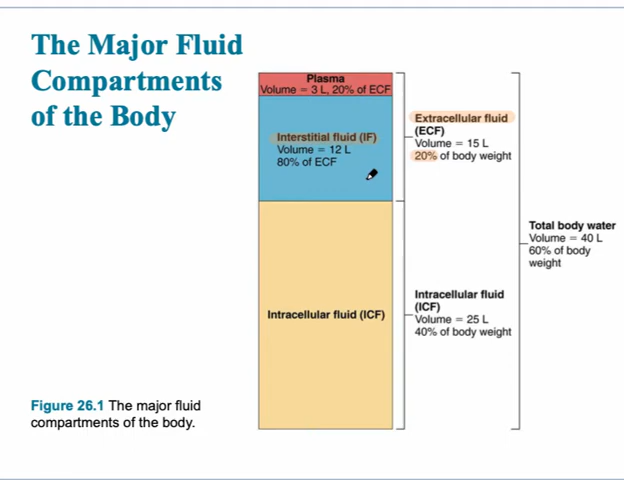 The Major Fluid
Compartments
of the Body
Plasma
Volume = 3 L, 20% of ECF
Interstitial fluid (IF)
Volume = 12 L
80% of ECF
Extracellular fluid
(ECF)
Volume = 15 L
20% of body weight
Total body water
Volume = 40 L
60% of body
weight
Intracellular fluid (ICF)
Intracellular fluid
(ICF)
Volume = 25 L
40% of body weight
Figure 26.1 The major fluid
compartments of the body.